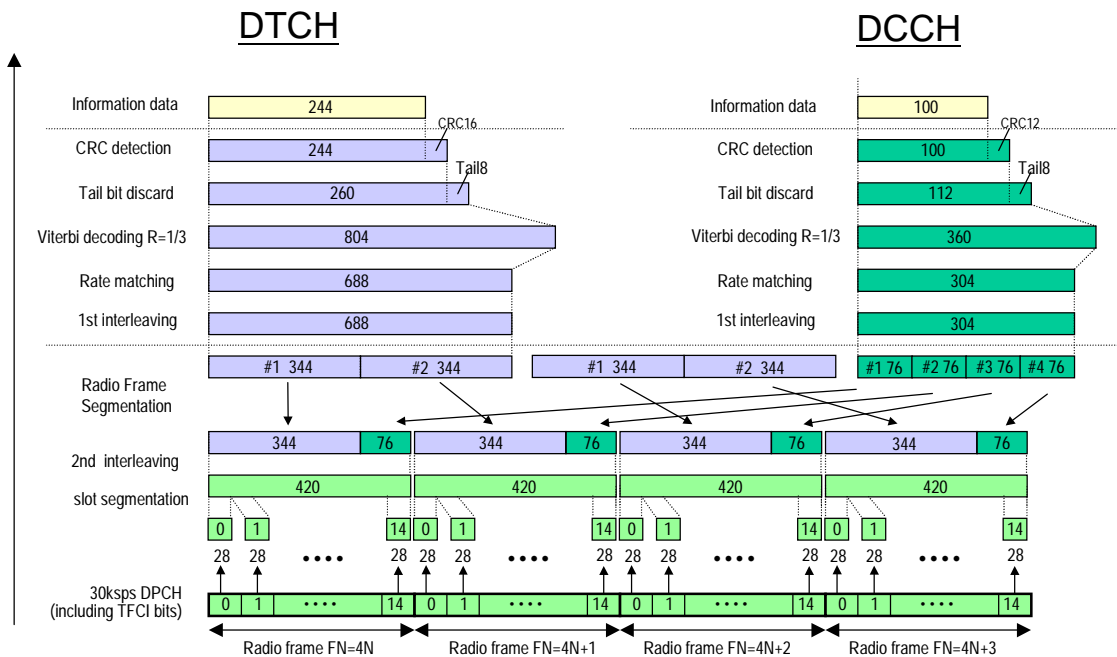 DTCH DCCH
Information data 244 Information data 100
CRC16 CRC12
CRC detection 244 CRC detection 100
Tail8 Tail8
Tail bit discard 260 Tail bit discard 112
Viterbi decoding R=1/3 804 Viterbi decoding R=1/3 360
Rate matching 688 Rate matching 304
1st interleaving 688 1st interleaving 304
#1 344 #2 344 #1 344 #2 344 #1 76 #2 76 #3 76 #4 76
Radio Frame
Segmentation
344 76 344 76 344 76 344 76
2nd interleaving
slot segmentation 420 420 420 420
0 1 14 0 1 14 0 1 14 0 1 14
28 28 •••• 28 28 28 •••• 28 28 28 •••• 28 28 28 •••• 28
30ksps DPCH
(including TFCI bits)
0 1 •••• 14 0 1 •••• 14 0 1 •••• 14 0 1 •••• 14
Radio frame FN=4N Radio frame FN=4N+1 Radio frame FN=4N+2 Radio frame FN=4N+3